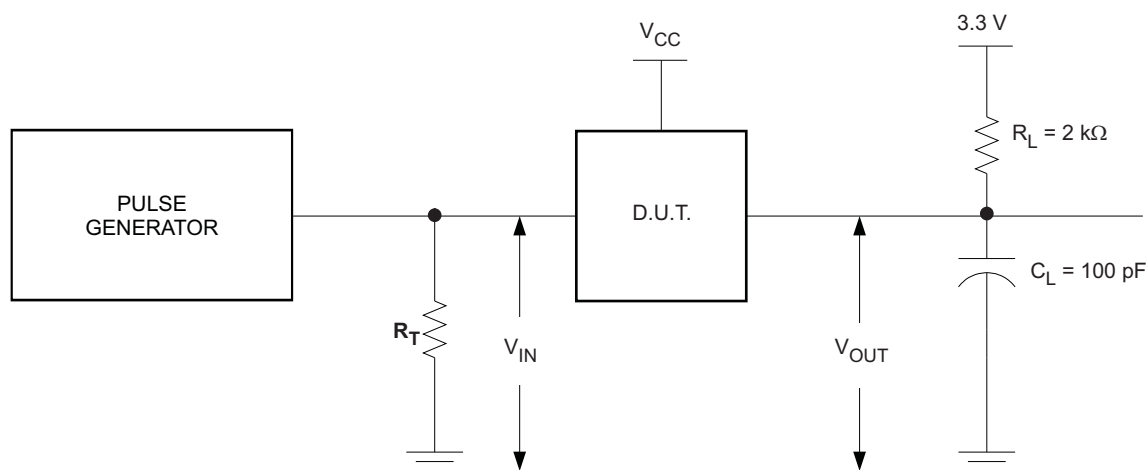 3.3 V
V_CC
R_L = 2 kΩ
PULSE
GENERATOR
D.U.T.
C_L = 100 pF
R_T
V_IN
V_OUT